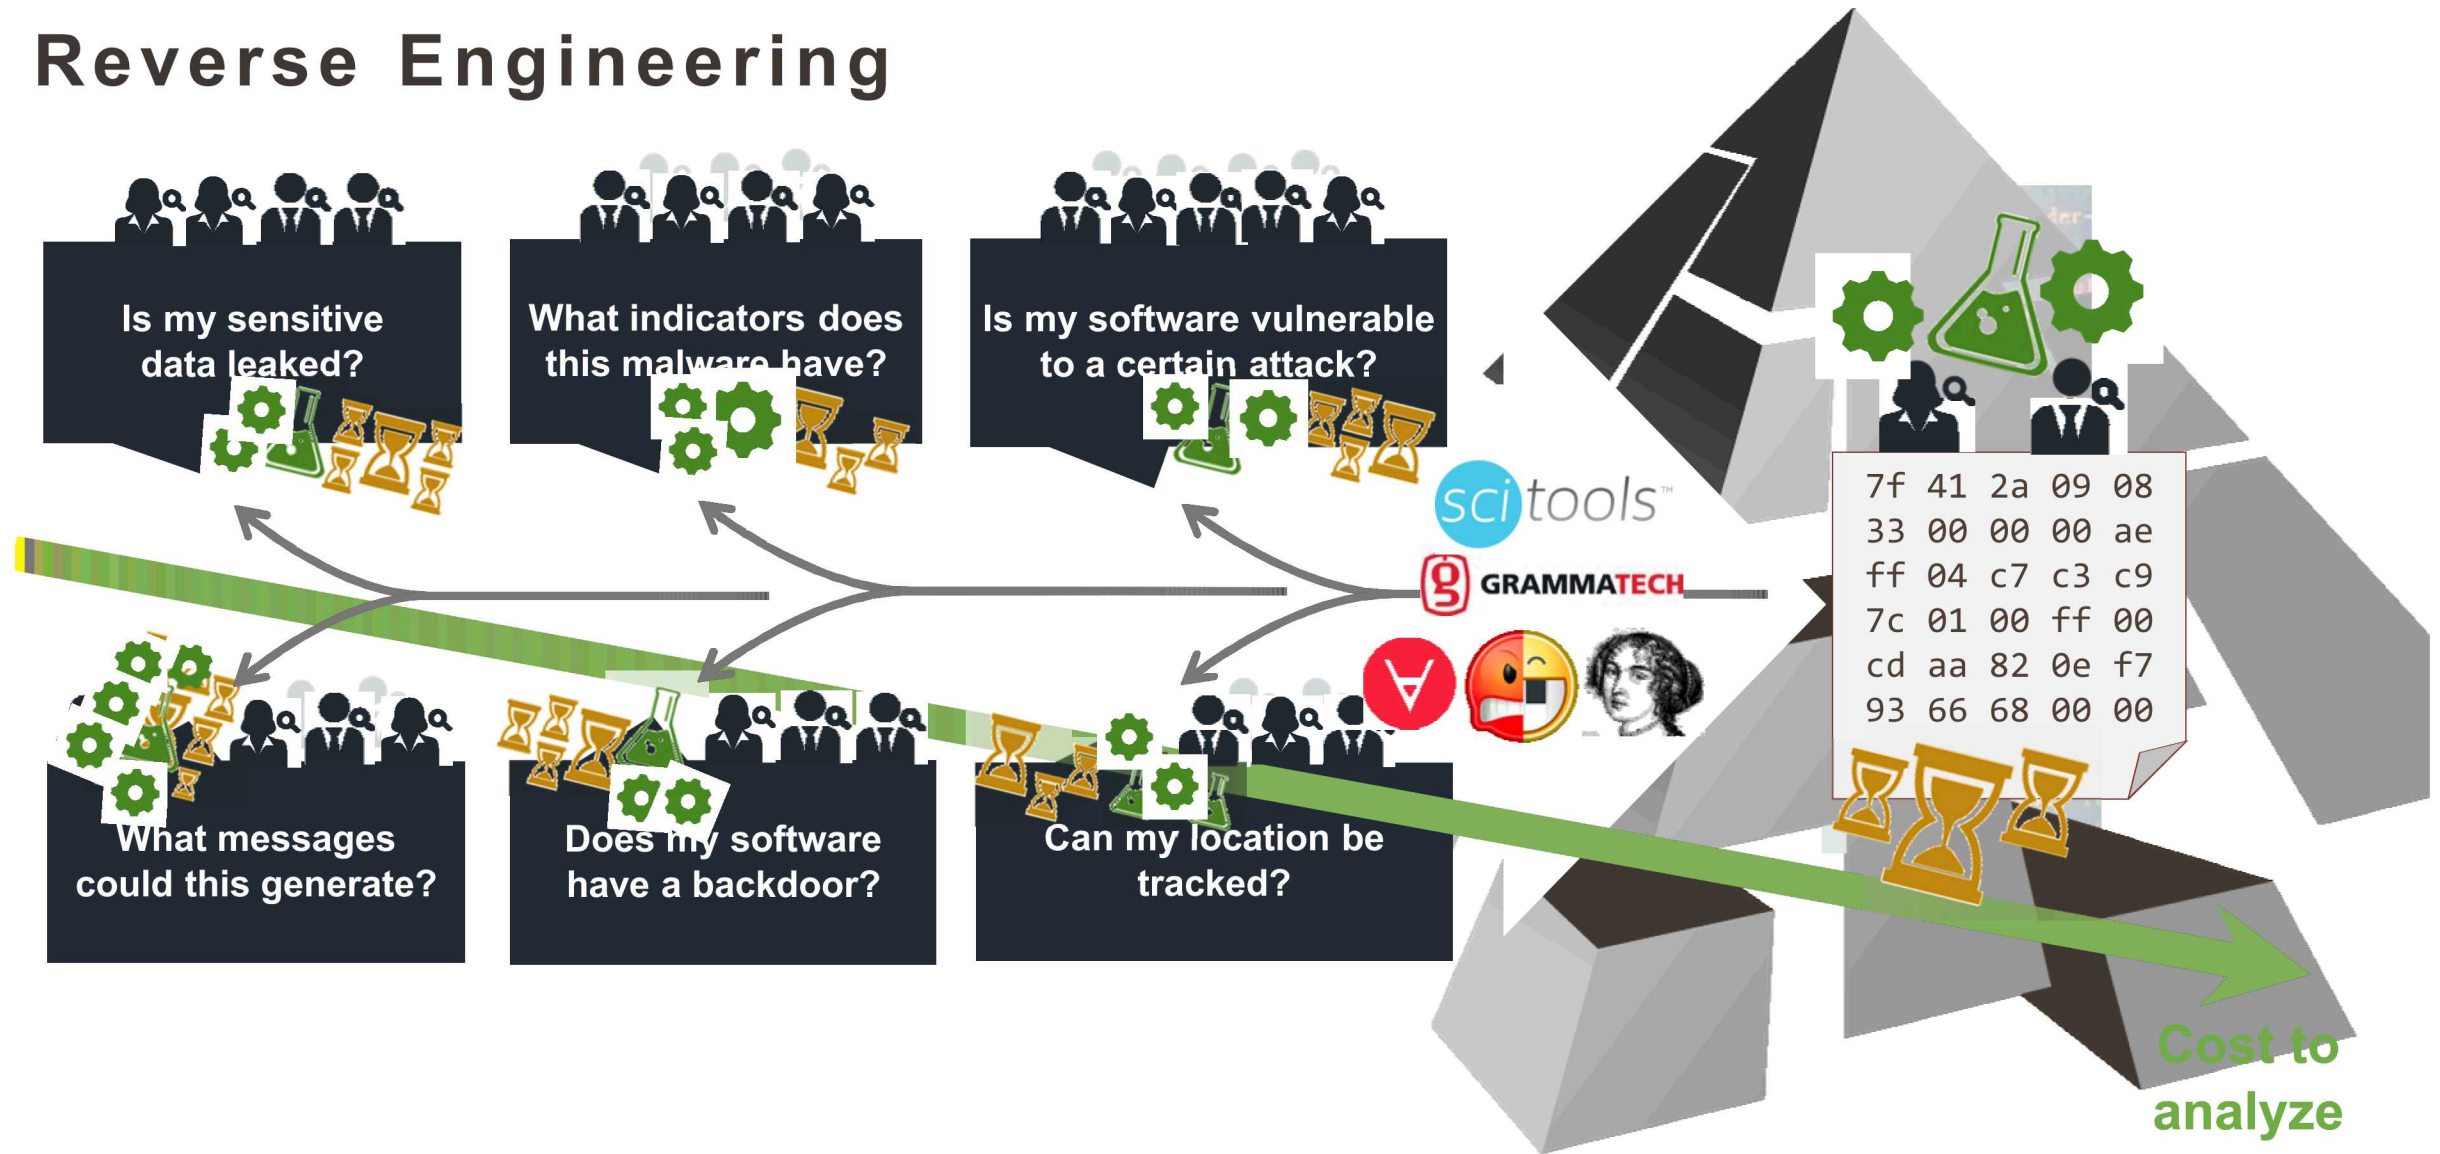 Reverse Engineering
Is my sensitive
data leaked?
What indicators does
this malware have?
Is my software vulnerable
to a certain attack?
der-
scitools™
GRAMMATECH
7f 41 2a 09 08
33 00 00 00 ae
ff 04 c7 c3 c9
7c 01 00 ff 00
cd aa 82 0e f7
93 66 68 00 00
What messages
could this generate?
Does my software
have a backdoor?
Can my location be
tracked?
Cost to
analyze